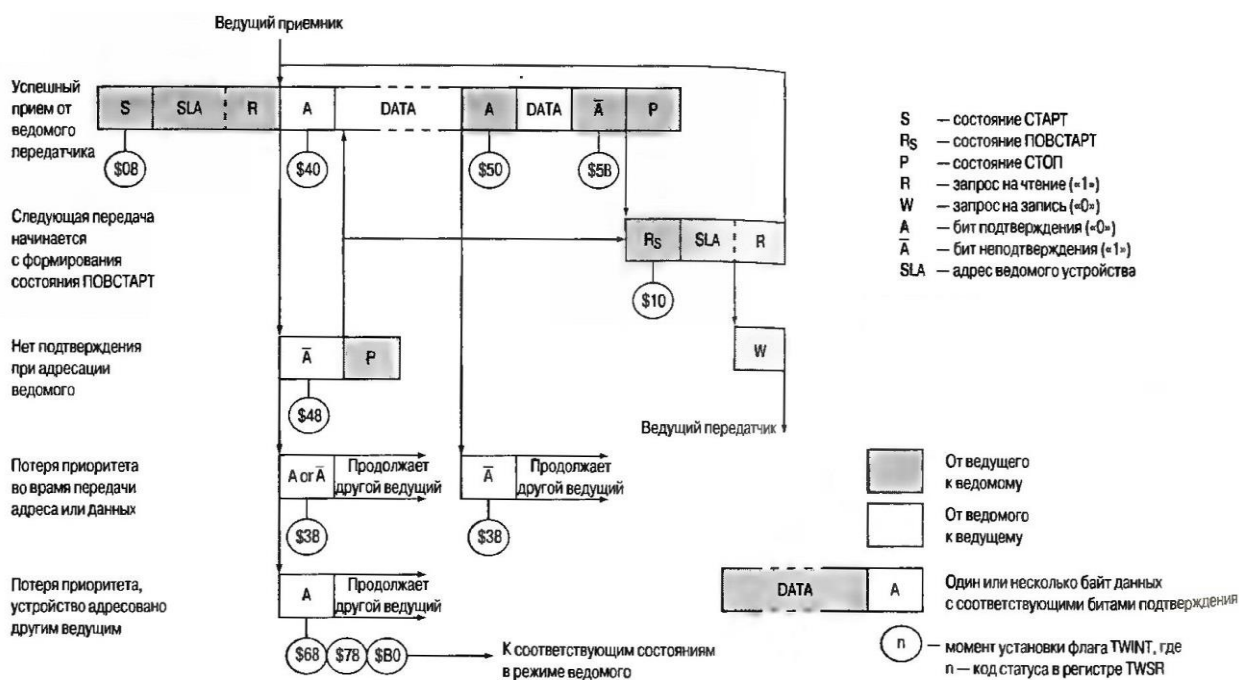 Ведущий приемник
Успешный
прием от
ведомого
передатчика
S SLA R A DATA A DATA A̅ P
$08 $40 $50 $5B
Следующая передача
начинается
с формирования
состояния ПОВСТАРТ
RS SLA R
$10
Нет подтверждения
при адресации
ведомого
A̅ P
$48
W
Ведущий передатчик
Потеря приоритета
во врамя передачи
адреса или данных
A or A̅ Продолжает
другой ведущий
$38
A̅ Продолжает
другой ведущий
$38
Потеря приоритета,
устройство адресовано
другим ведущим
A Продолжает
другой ведущий
$68 $78 $B0
К соответствующим состояниям
в режиме ведомого
S — состояние СТАРТ
RS — состояние ПОВСТАРТ
P — состояние СТОП
R — запрос на чтение («1»)
W — запрос на запись («0»)
A — бит подтверждения («0»)
A̅ — бит неподтверждения («1»)
SLA — адрес ведомого устройства
От ведущего
к ведомому
От ведомого
к ведущему
DATA A
Один или несколько байт данных
с соответствующими битами подтверждения
n — момент установки флага TWINT, где
n — код статуса в регистре TWSR